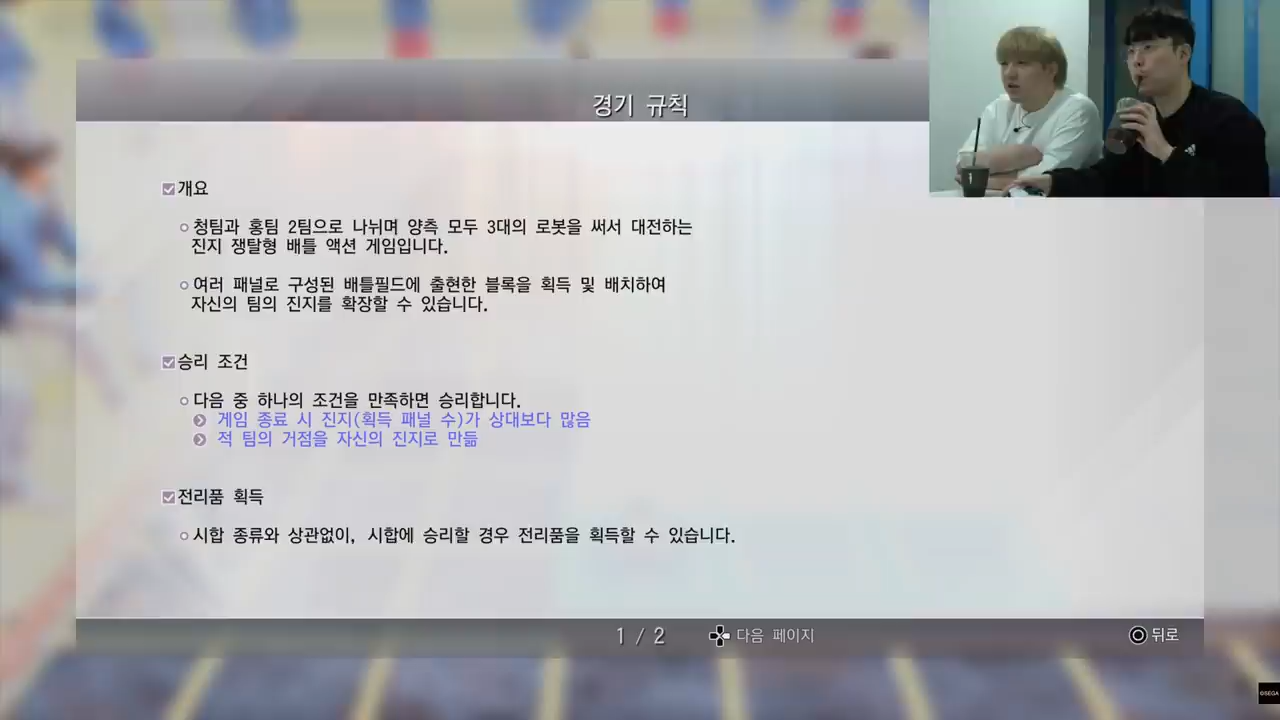 경기 규칙
개요
청팀과 홍팀 2팀으로 나뉘며 양측 모두 3대의 로봇을 써서 대전하는
진지 쟁탈형 배틀 액션 게임입니다.
여러 패널로 구성된 배틀필드에 출현한 블록을 획득 및 배치하여
자신의 팀의 진지를 확장할 수 있습니다.
승리 조건
다음 중 하나의 조건을 만족하면 승리합니다.
게임 종료 시 진지(획득 패널 수)가 상대보다 많음
적 팀의 거점을 자신의 진지로 만듦
전리품 획득
시합 종류와 상관없이, 시합에 승리할 경우 전리품을 획득할 수 있습니다.
1 / 2 다음 페이지 뒤로
©SEGA